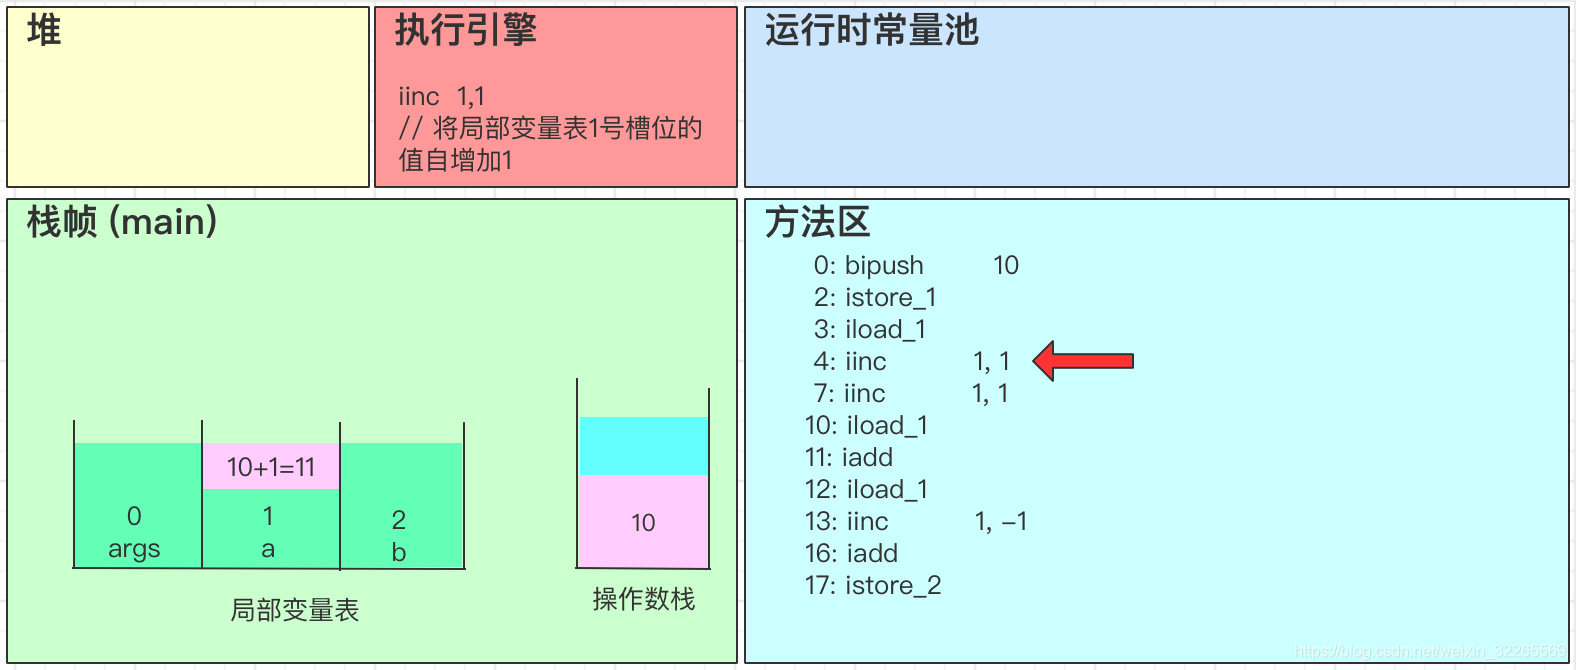 堆
执行引擎
iinc 1,1
// 将局部变量表1号槽位的
值自增加1
运行时常量池
栈帧 (main)
10+1=11
0
args
1
a
2
b
局部变量表
10
操作数栈
方法区
0: bipush 10
2: istore_1
3: iload_1
4: iinc 1, 1
7: iinc 1, 1
10: iload_1
11: iadd
12: iload_1
13: iinc 1, -1
16: iadd
17: istore_2
https://blog.csdn.net/weixin_32265569